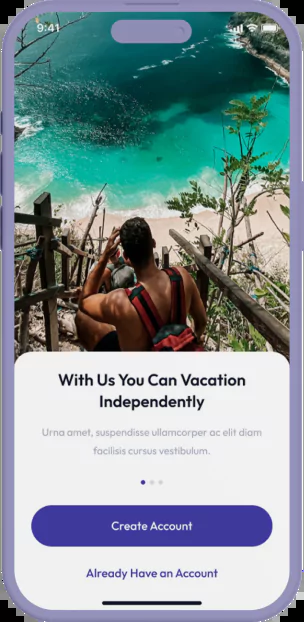 9:41
With Us You Can Vacation
Independently
Urna amet, suspendisse ullamcorper ac elit diam
facilisis cursus vestibulum.
Create Account
Already Have an Account